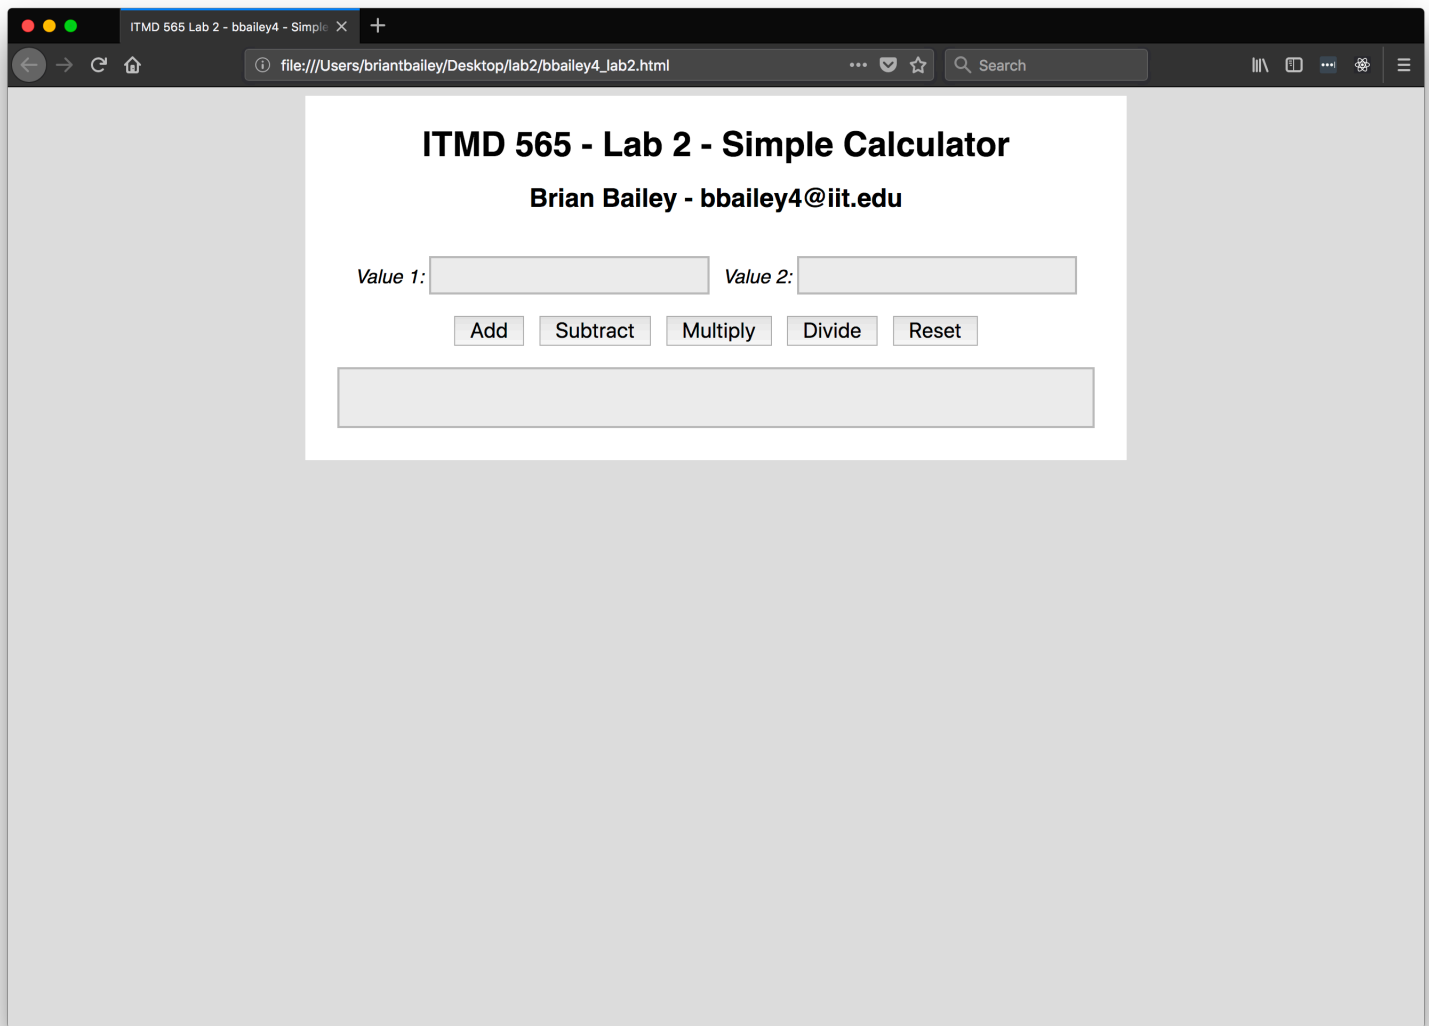 ITMD 565 Lab 2 - bbailey4 - Simple
file:///Users/briantbailey/Desktop/lab2/bbailey4_lab2.html
Search
ITMD 565 - Lab 2 - Simple Calculator
Brian Bailey - bbailey4@iit.edu
Value 1: Value 2:
Add Subtract Multiply Divide Reset